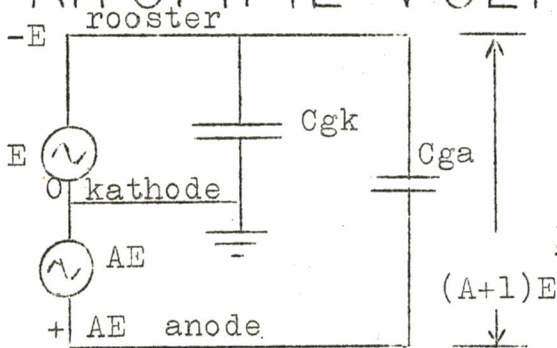 rooster
-E
Cgk
Cga
E
0 kathode
AE
(A+1)E
+ AE anode